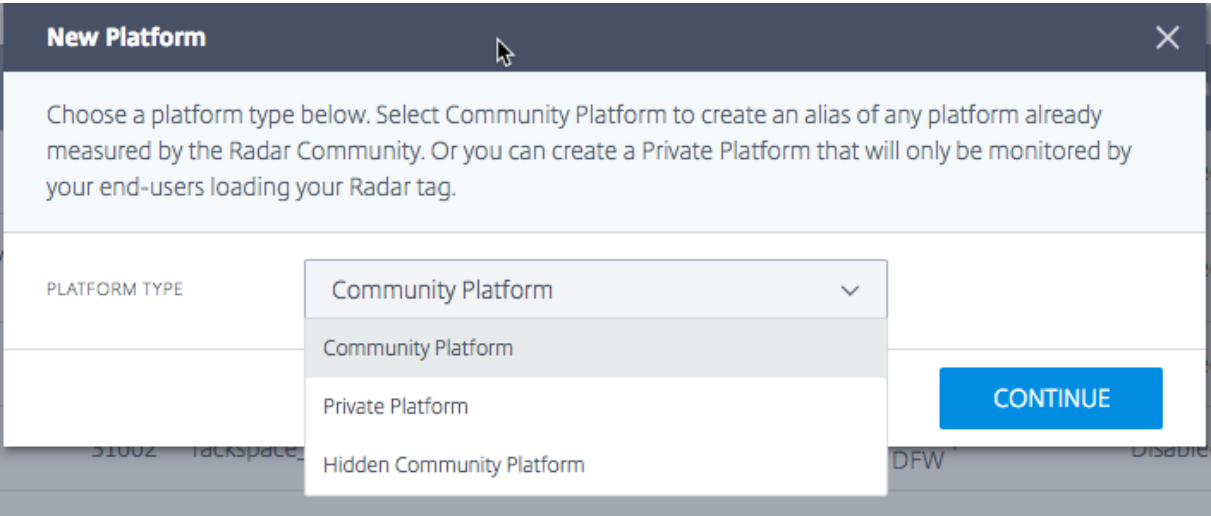 New Platform
Choose a platform type below. Select Community Platform to create an alias of any platform already
measured by the Radar Community. Or you can create a Private Platform that will only be monitored by
your end-users loading your Radar tag.
PLATFORM TYPE
Community Platform
Community Platform
Private Platform
CONTINUE
51002 rackspace_ DFW
Hidden Community Platform